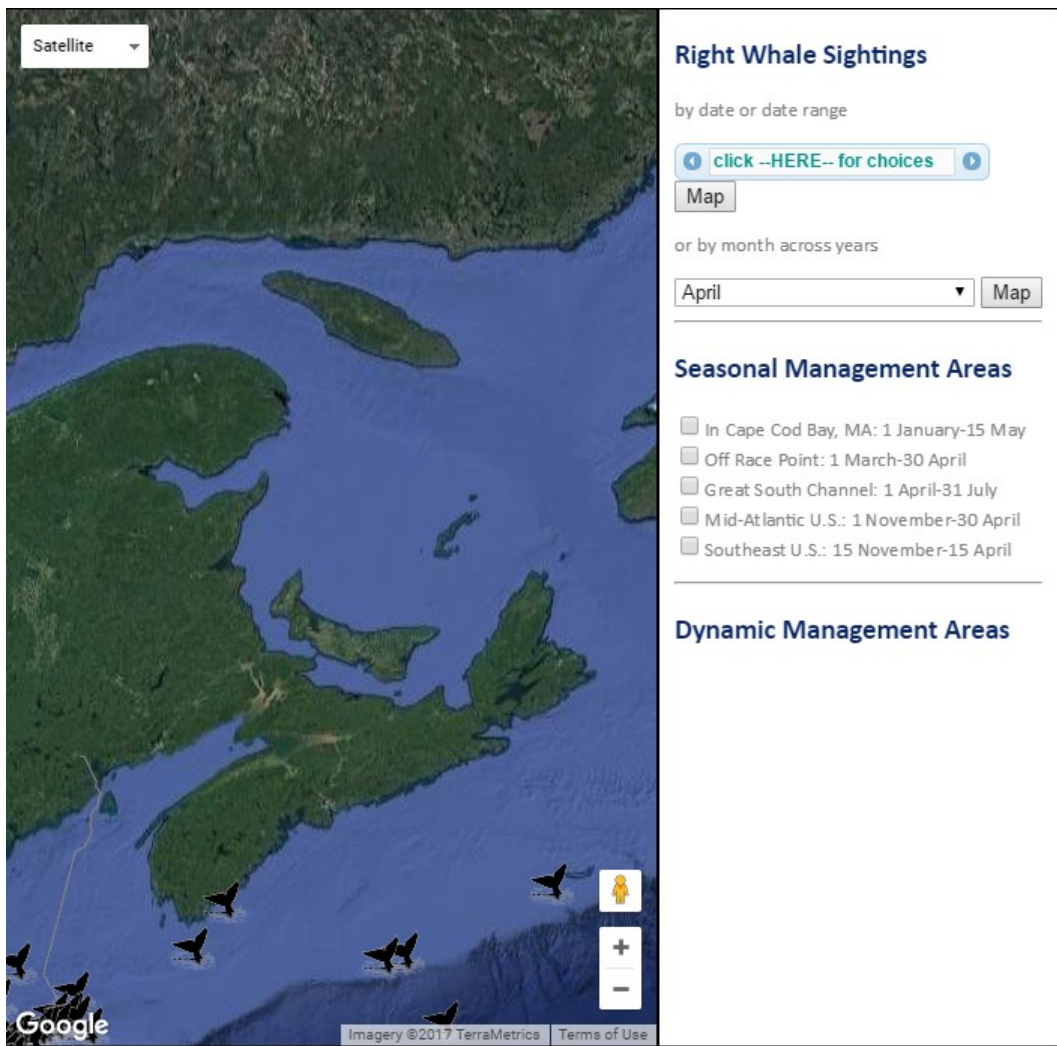 Satellite
Google
Imagery ©2017 TerraMetrics
Terms of Use
Right Whale Sightings
by date or date range
click --HERE-- for choices
Map
or by month across years
April
Map
Seasonal Management Areas
In Cape Cod Bay, MA: 1 January-15 May
Off Race Point: 1 March-30 April
Great South Channel: 1 April-31 July
Mid-Atlantic U.S.: 1 November-30 April
Southeast U.S.: 15 November-15 April
Dynamic Management Areas